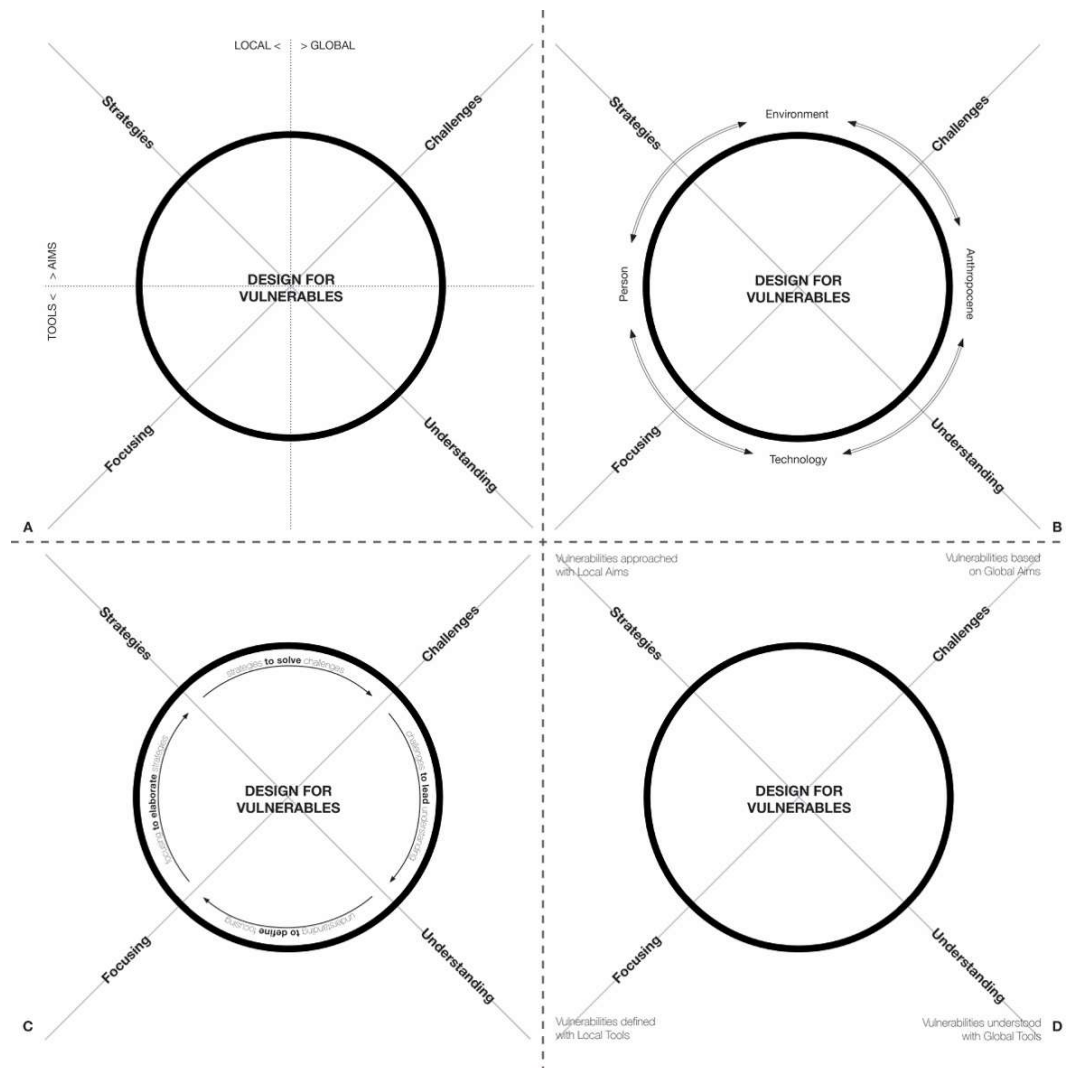 LOCAL < > GLOBAL
Strategies
Challenges
TOOLS < > AIMS
DESIGN FOR
VULNERABLES
Focusing
Understanding
A
Environment
Strategies
Challenges
Person
Anthropocene
DESIGN FOR
VULNERABLES
Focusing
Understanding
Technology
B
Strategies
Challenges
strategies to solve challenges
challenges to lead understanding
focusing to elaborate strategies
DESIGN FOR
VULNERABLES
understanding to define focusing
Focusing
Understanding
C
Vulnerabilities approached
with Local Aims
Vulnerabilities based
on Global Aims
Strategies
Challenges
DESIGN FOR
VULNERABLES
Focusing
Understanding
Vulnerabilities defined
with Local Tools
Vulnerabilities understood
with Global Tools
D